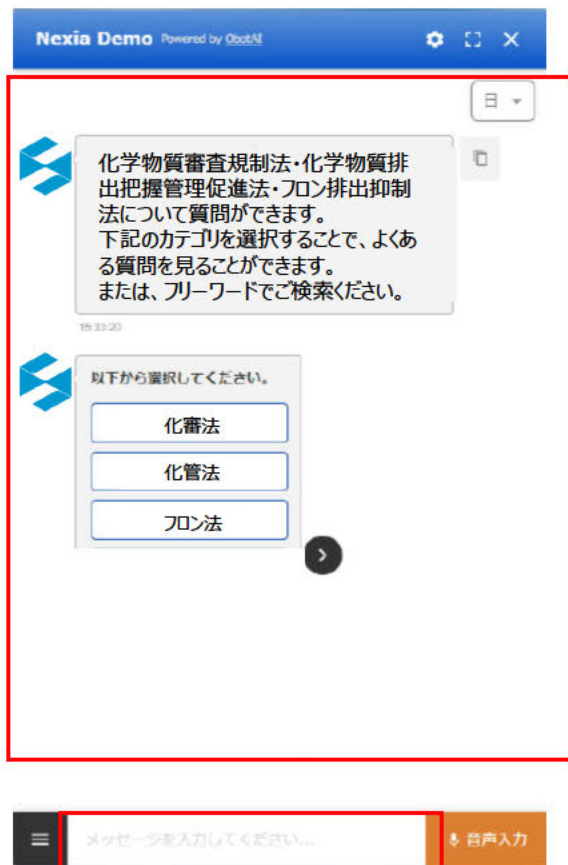 Nexia Demo Powered by ObotAI
日
化学物質審査規制法・化学物質排
出把握管理促進法・フロン排出抑制
法について質問ができます。
下記のカテゴリを選択することで、よくあ
る質問を見ることができます。
または、フリーワードでご検索ください。
15:33:20
以下から選択してください。
化審法
化管法
フロン法
メッセージを入力してください...
音声入力